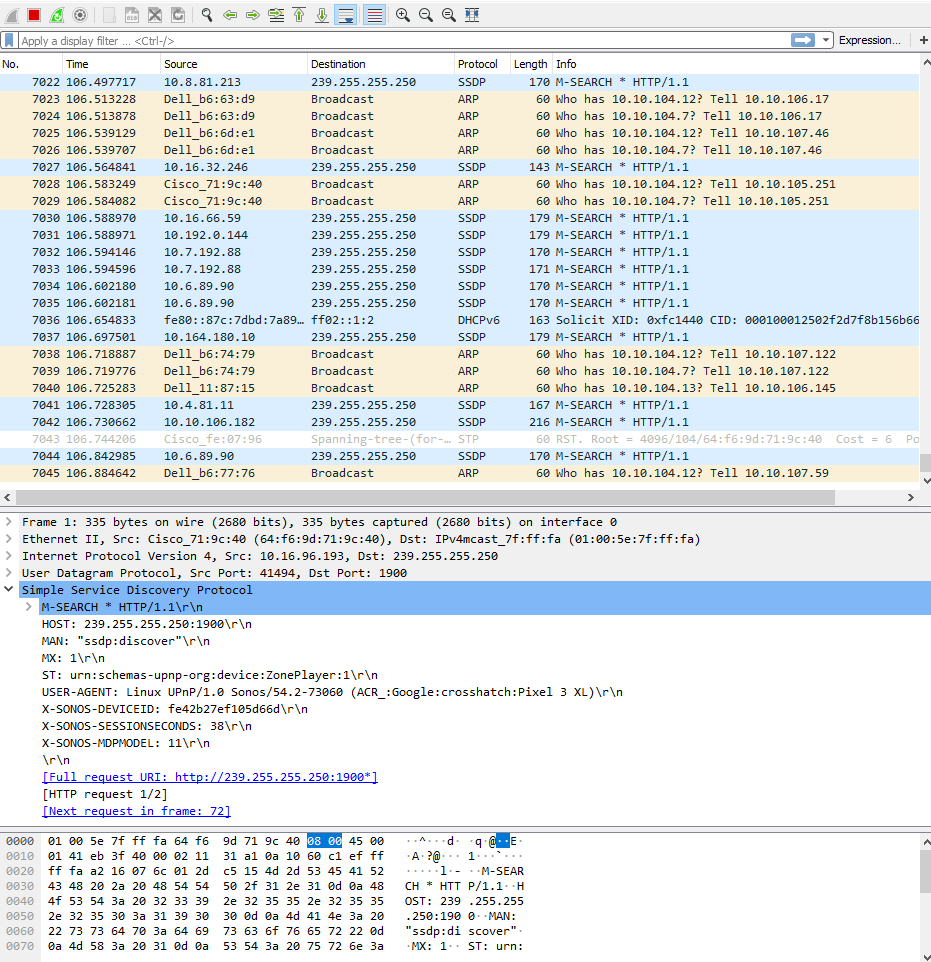 Apply a display filter ... <Ctrl-/> Expression... +
No. Time Source Destination Protocol Length Info
7022 106.497717 10.8.81.213 239.255.255.250 SSDP 170 M-SEARCH * HTTP/1.1
7023 106.513228 Dell_b6:63:d9 Broadcast ARP 60 Who has 10.10.104.12? Tell 10.10.106.17
7024 106.513878 Dell_b6:63:d9 Broadcast ARP 60 Who has 10.10.104.7? Tell 10.10.106.17
7025 106.539129 Dell_b6:6d:e1 Broadcast ARP 60 Who has 10.10.104.12? Tell 10.10.107.46
7026 106.539707 Dell_b6:6d:e1 Broadcast ARP 60 Who has 10.10.104.7? Tell 10.10.107.46
7027 106.564841 10.16.32.246 239.255.255.250 SSDP 143 M-SEARCH * HTTP/1.1
7028 106.583249 Cisco_71:9c:40 Broadcast ARP 60 Who has 10.10.104.12? Tell 10.10.105.251
7029 106.584082 Cisco_71:9c:40 Broadcast ARP 60 Who has 10.10.104.7? Tell 10.10.105.251
7030 106.588970 10.16.66.59 239.255.255.250 SSDP 179 M-SEARCH * HTTP/1.1
7031 106.588971 10.192.0.144 239.255.255.250 SSDP 179 M-SEARCH * HTTP/1.1
7032 106.594146 10.7.192.88 239.255.255.250 SSDP 170 M-SEARCH * HTTP/1.1
7033 106.594596 10.7.192.88 239.255.255.250 SSDP 171 M-SEARCH * HTTP/1.1
7034 106.602180 10.6.89.90 239.255.255.250 SSDP 170 M-SEARCH * HTTP/1.1
7035 106.602181 10.6.89.90 239.255.255.250 SSDP 170 M-SEARCH * HTTP/1.1
7036 106.654833 fe80::87c:7dbd:7a89… ff02::1:2 DHCPv6 163 Solicit XID: 0xfc1440 CID: 000100012502f2d7f8b156b66
7037 106.697501 10.164.180.10 239.255.255.250 SSDP 179 M-SEARCH * HTTP/1.1
7038 106.718887 Dell_b6:74:79 Broadcast ARP 60 Who has 10.10.104.12? Tell 10.10.107.122
7039 106.719776 Dell_b6:74:79 Broadcast ARP 60 Who has 10.10.104.7? Tell 10.10.107.122
7040 106.725283 Dell_11:87:15 Broadcast ARP 60 Who has 10.10.104.13? Tell 10.10.106.145
7041 106.728305 10.4.81.11 239.255.255.250 SSDP 167 M-SEARCH * HTTP/1.1
7042 106.730662 10.10.106.182 239.255.255.250 SSDP 216 M-SEARCH * HTTP/1.1
7043 106.744206 Cisco_fe:07:96 Spanning-tree-(for-… STP 60 RST. Root = 4096/104/64:f6:9d:71:9c:40 Cost = 6 Po
7044 106.842985 10.6.89.90 239.255.255.250 SSDP 170 M-SEARCH * HTTP/1.1
7045 106.884642 Dell_b6:77:76 Broadcast ARP 60 Who has 10.10.104.12? Tell 10.10.107.59
Frame 1: 335 bytes on wire (2680 bits), 335 bytes captured (2680 bits) on interface 0
Ethernet II, Src: Cisco_71:9c:40 (64:f6:9d:71:9c:40), Dst: IPv4mcast_7f:ff:fa (01:00:5e:7f:ff:fa)
Internet Protocol Version 4, Src: 10.16.96.193, Dst: 239.255.255.250
User Datagram Protocol, Src Port: 41494, Dst Port: 1900
Simple Service Discovery Protocol
M-SEARCH * HTTP/1.1\r\n
HOST: 239.255.255.250:1900\r\n
MAN: "ssdp:discover"\r\n
MX: 1\r\n
ST: urn:schemas-upnp-org:device:ZonePlayer:1\r\n
USER-AGENT: Linux UPnP/1.0 Sonos/54.2-73060 (ACR_:Google:crosshatch:Pixel 3 XL)\r\n
X-SONOS-DEVICEID: fe42b27ef105d66d\r\n
X-SONOS-SESSIONSECONDS: 38\r\n
X-SONOS-MDPMODEL: 11\r\n
\r\n
[Full request URI: http://239.255.255.250:1900*]
[HTTP request 1/2]
[Next request in frame: 72]
0000 01 00 5e 7f ff fa 64 f6 9d 71 9c 40 08 00 45 00 ··^···d· ·q·@··E·
0010 01 41 eb 3f 40 00 02 11 31 a1 0a 10 60 c1 ef ff ·A·?@··· 1···`···
0020 ff fa a2 16 07 6c 01 2d c5 15 4d 2d 53 45 41 52 ·····l·- ··M-SEAR
0030 43 48 20 2a 20 48 54 54 50 2f 31 2e 31 0d 0a 48 CH * HTT P/1.1··H
0040 4f 53 54 3a 20 32 33 39 2e 32 35 35 2e 32 35 35 OST: 239 .255.255
0050 2e 32 35 30 3a 31 39 30 30 0d 0a 4d 41 4e 3a 20 .250:190 0··MAN:
0060 22 73 73 64 70 3a 64 69 73 63 6f 76 65 72 22 0d "ssdp:di scover"·
0070 0a 4d 58 3a 20 31 0d 0a 53 54 3a 20 75 72 6e 3a ·MX: 1·· ST: urn: